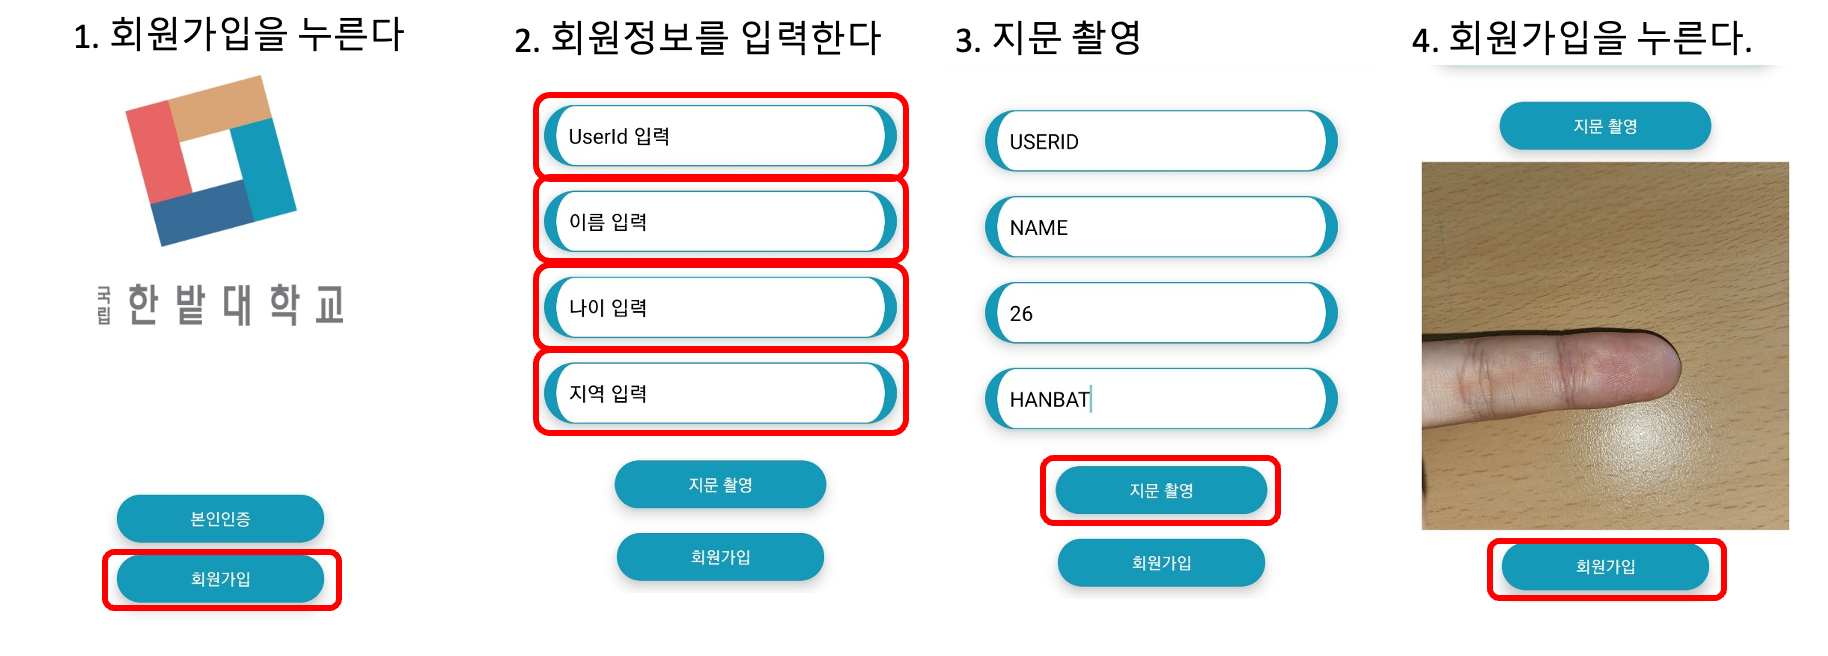 1. 회원가입을 누른다
국립 한밭대학교
본인인증
회원가입
2. 회원정보를 입력한다
UserId 입력
이름 입력
나이 입력
지역 입력
지문 촬영
회원가입
3. 지문 촬영
USERID
NAME
26
HANBAT
지문 촬영
회원가입
4. 회원가입을 누른다.
지문 촬영
회원가입